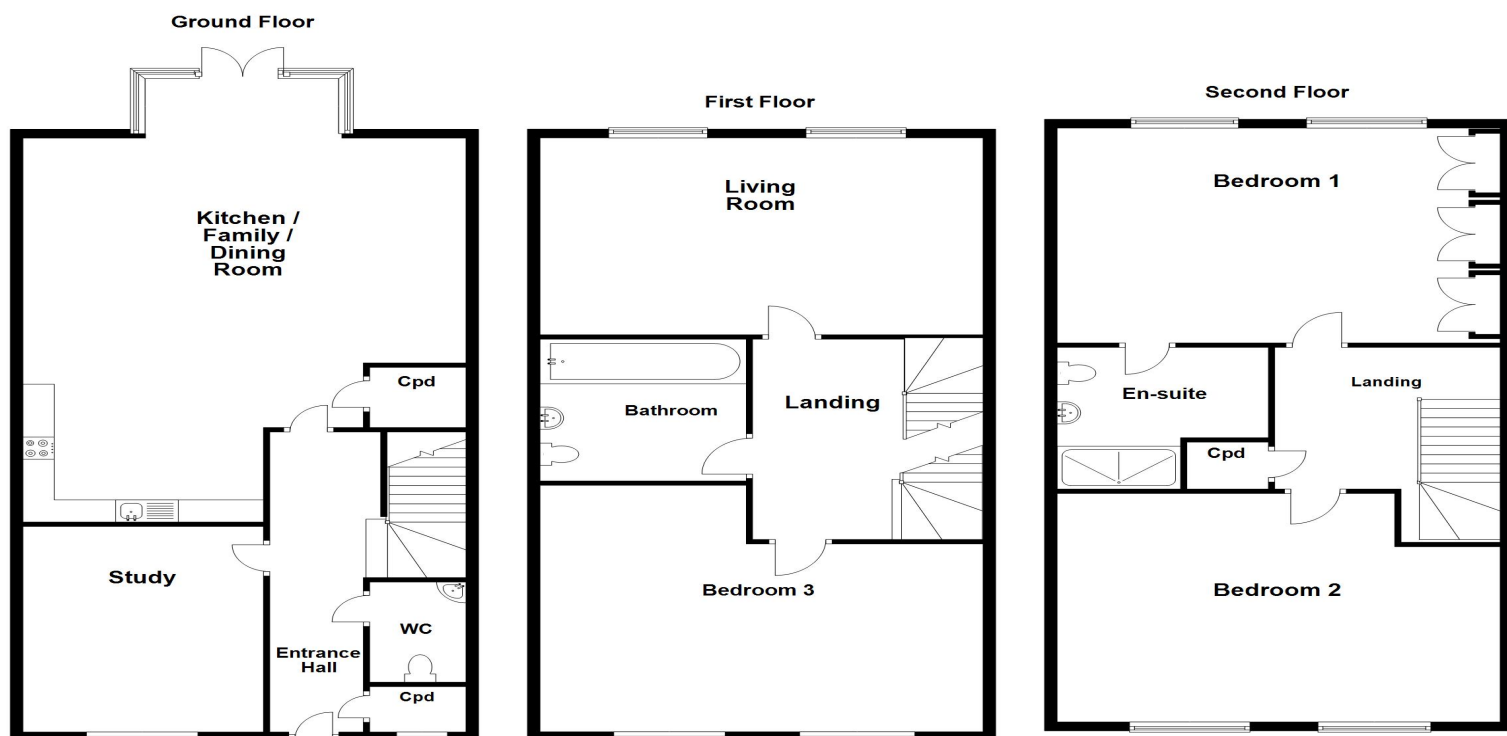 Ground Floor
Kitchen /
Family /
Dining
Room
Cpd
Study
Entrance
Hall
WC
Cpd
First Floor
Living
Room
Bathroom
Landing
Bedroom 3
Second Floor
Bedroom 1
En-suite
Landing
Cpd
Bedroom 2